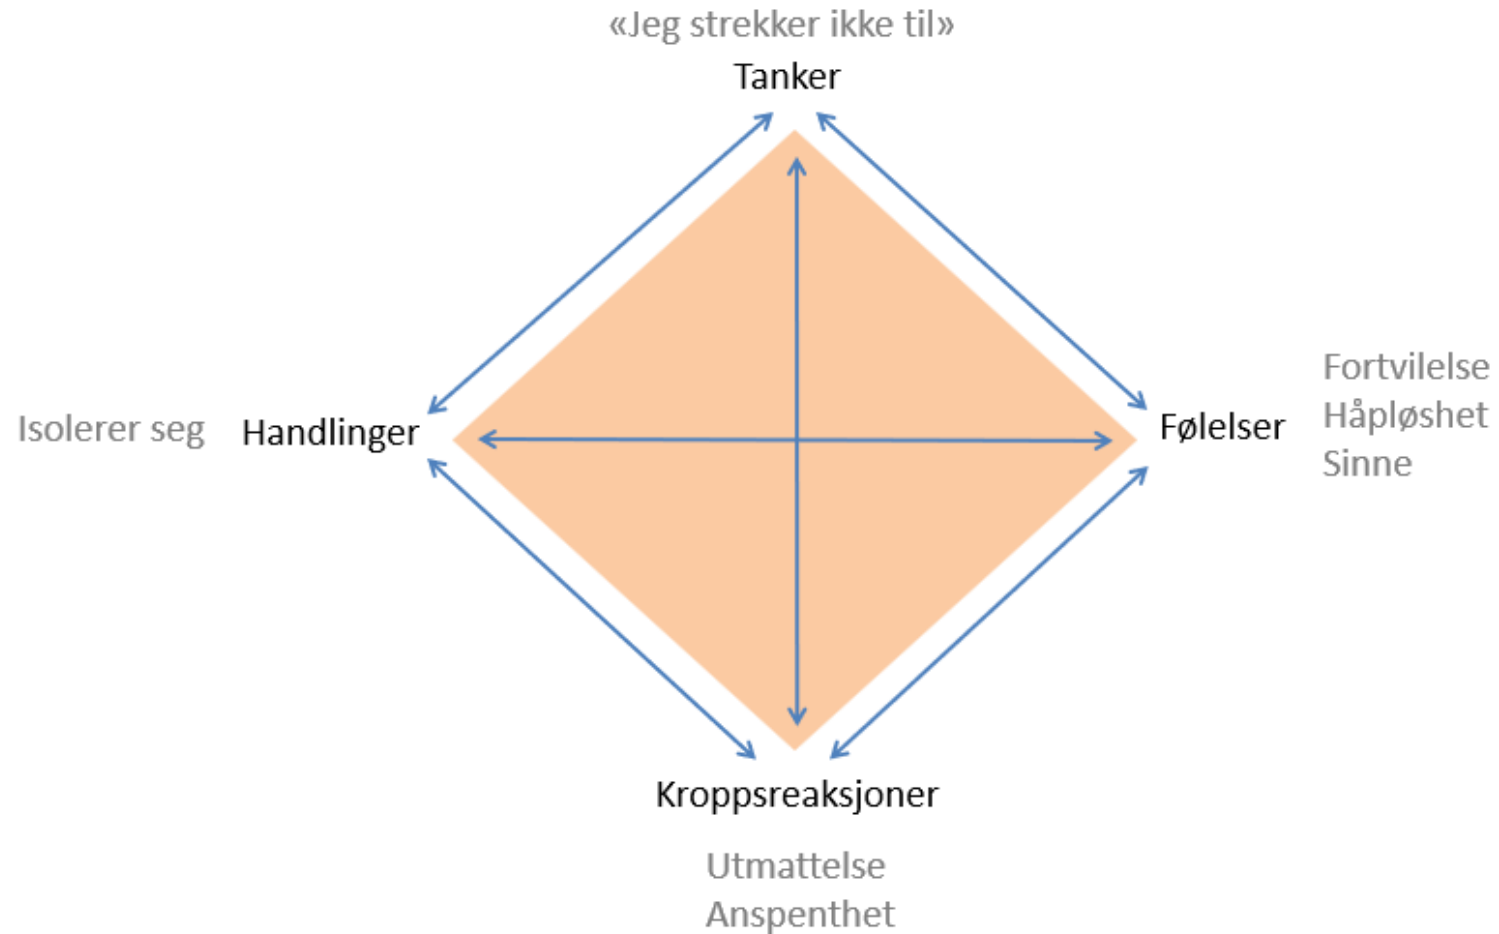 «Jeg strekker ikke til»
Tanker
Isolerer seg
Handlinger
Følelser
Fortvilelse
Håpløshet
Sinne
Kroppsreaksjoner
Utmattelse
Anspenthet